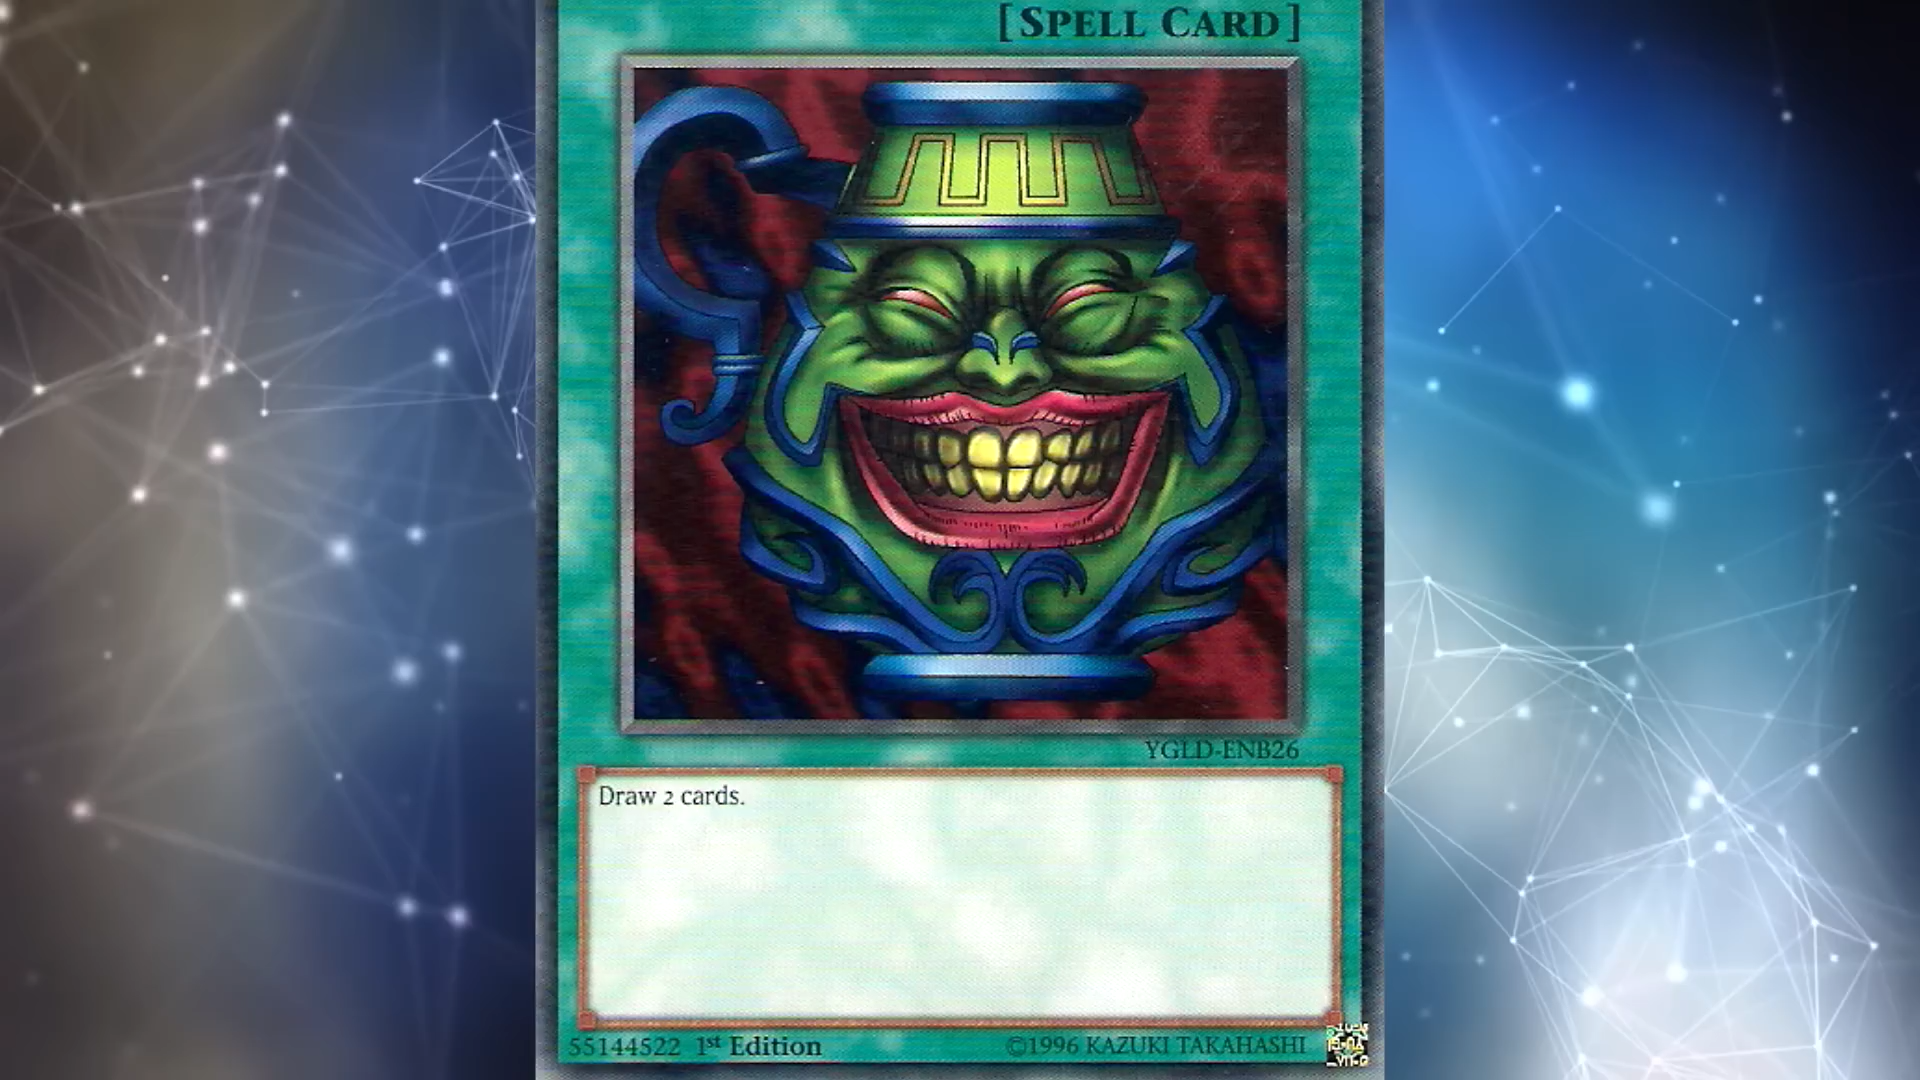 [SPELL CARD]
YGLD-ENB26
Draw 2 cards.
55144522 1st Edition
©1996 KAZUKI TAKAHASHI